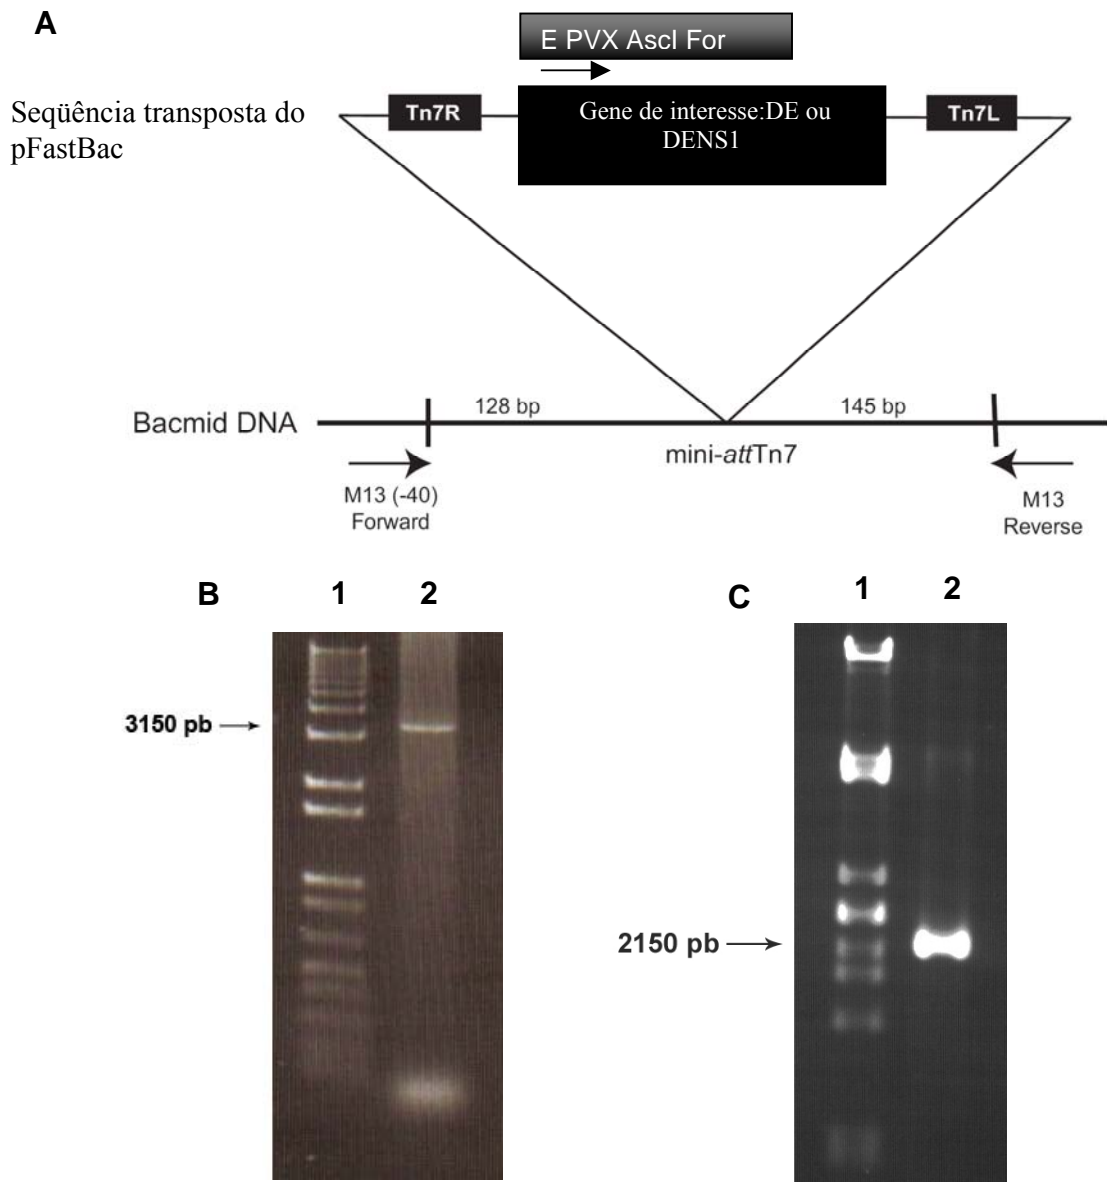 A
E PVX AscI For
Seqüência transposta do
pFastBac
Tn7R
Gene de interesse:DE ou
DENS1
Tn7L
128 bp
145 bp
Bacmid DNA
mini-attTn7
M13 (-40)
Forward
M13
Reverse
B
1
2
C
1
2
3150 pb
2150 pb